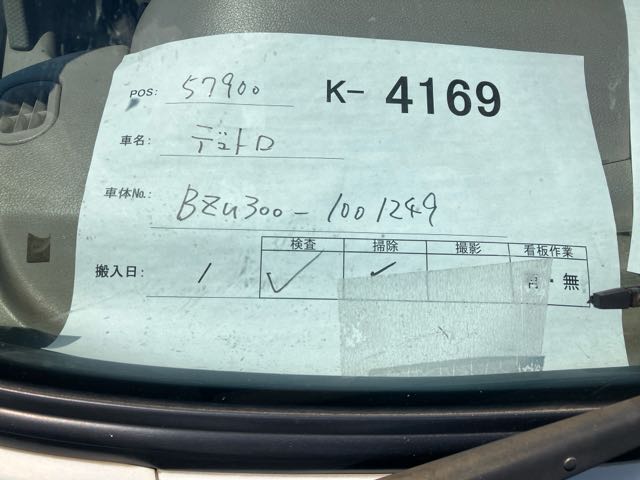 POS: 57900 K- 4169
車名: デュトロ
車体No.: BZU300-1001249
検査 掃除 撮影 看板作業
搬入日: 1 ✓ ✓ 有・無